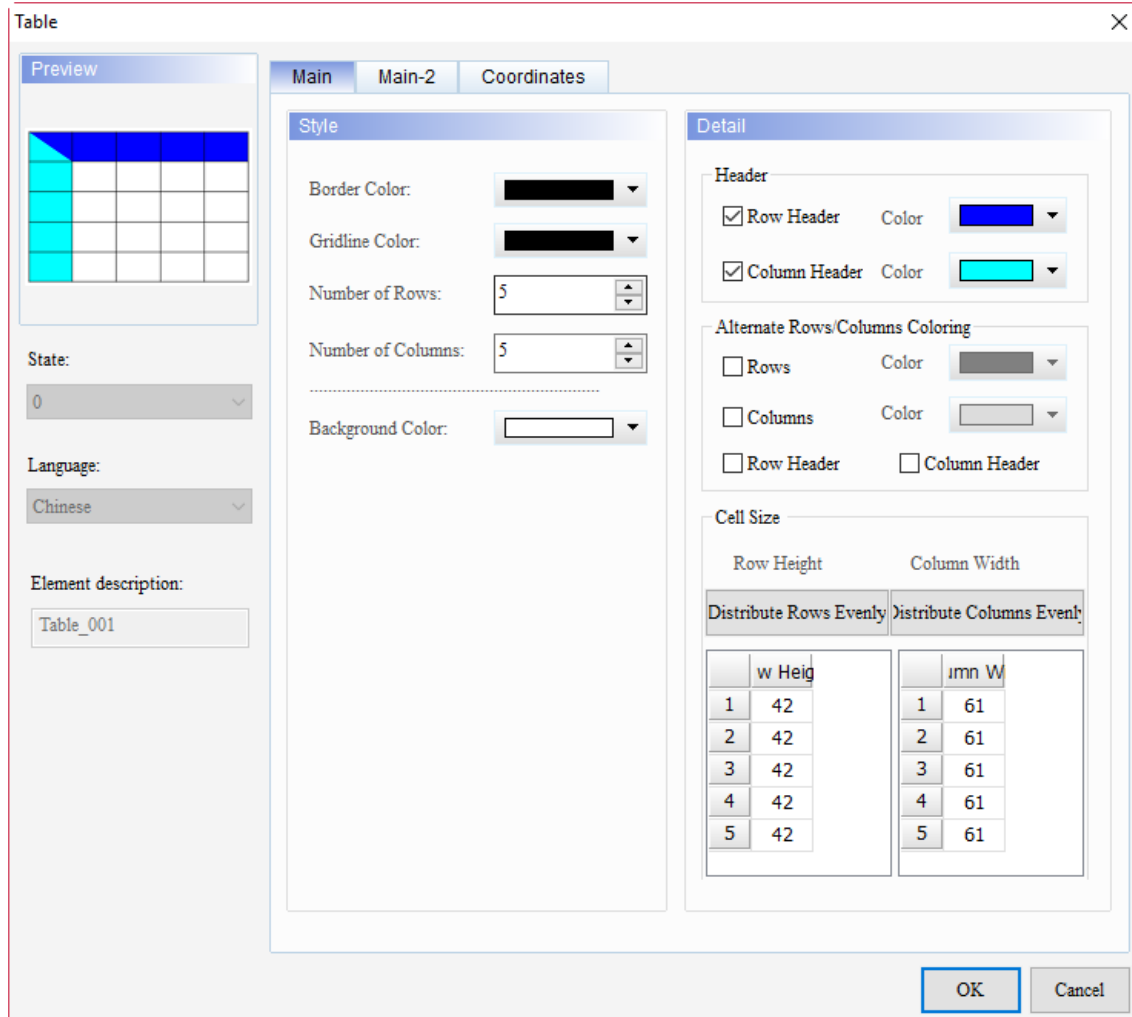 Table
Preview
Main
Main-2
Coordinates
State:
0
Language:
Chinese
Element description:
Table_001
Style
Border Color:
Gridline Color:
Number of Rows: 5
Number of Columns: 5
Background Color:
Detail
Header
Row Header Color
Column Header Color
Alternate Rows/Columns Coloring
Rows Color
Columns Color
Row Header Column Header
Cell Size
Row Height Column Width
Distribute Rows Evenly Distribute Columns Evenly
w Heig umn W
1 42 1 61
2 42 2 61
3 42 3 61
4 42 4 61
5 42 5 61
OK Cancel